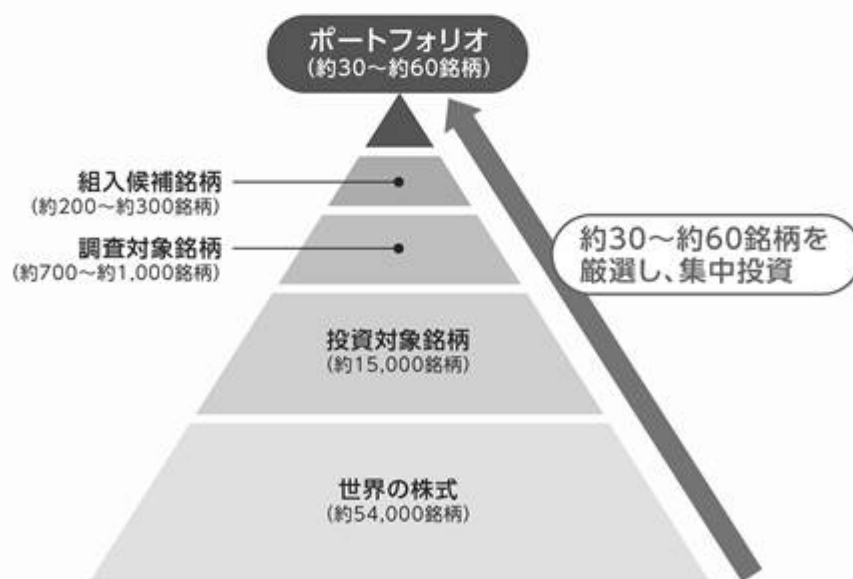 ポートフォリオ
(約30～約60銘柄)
組入候補銘柄
(約200～約300銘柄)
調査対象銘柄
(約700～約1,000銘柄)
約30～約60銘柄を
厳選し、集中投資
投資対象銘柄
(約15,000銘柄)
世界の株式
(約54,000銘柄)